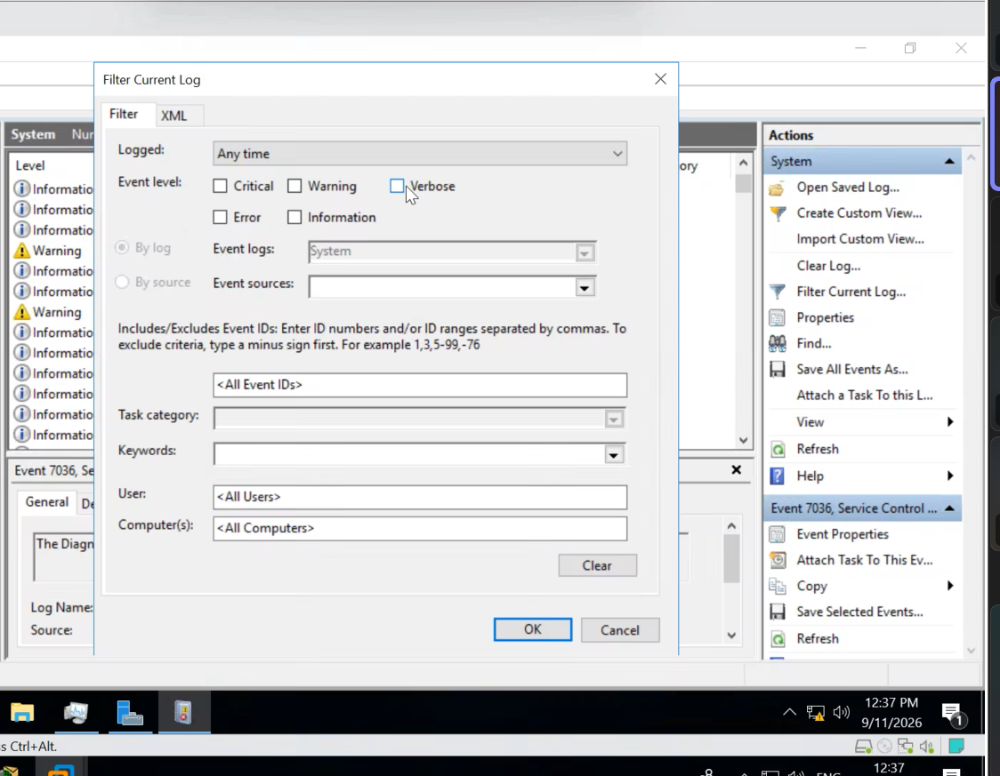 Filter Current Log
Filter XML
System Nur
Level
Informatio
Informatio
Informatio
Warning
Informatio
Informatio
Warning
Informatio
Informatio
Informatio
Informatio
Informatio
Informatio
Logged: Any time
Event level: Critical Warning Verbose
Error Information
By log Event logs: System
By source Event sources:
Includes/Excludes Event IDs: Enter ID numbers and/or ID ranges separated by commas. To
exclude criteria, type a minus sign first. For example 1,3,5-99,-76
<All Event IDs>
Task category:
Keywords:
User: <All Users>
Computer(s): <All Computers>
Clear
OK Cancel
ory
Event 7036, Se
General De
The Diagn
Log Name:
Source:
Actions
System
Open Saved Log...
Create Custom View...
Import Custom View...
Clear Log...
Filter Current Log...
Properties
Find...
Save All Events As...
Attach a Task To this L...
View
Refresh
Help
Event 7036, Service Control ...
Event Properties
Attach Task To This Ev...
Copy
Save Selected Events...
Refresh
12:37 PM
9/11/2026
1
s Ctrl+Alt.
12:37